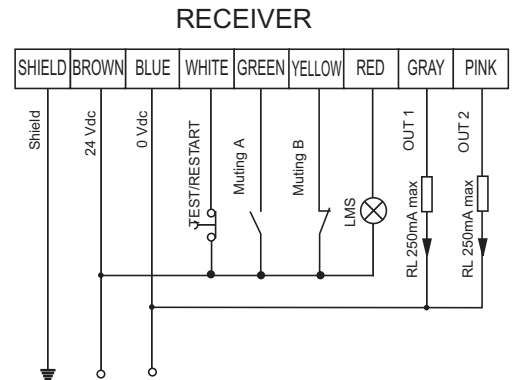 RECEIVER
SHIELD BROWN BLUE WHITE GREEN YELLOW RED GRAY PINK
Shield
24 Vdc
0 Vdc
TEST/RESTART
Muting A
Muting B
LMS
OUT 1
RL 250mA max
OUT 2
RL 250mA max